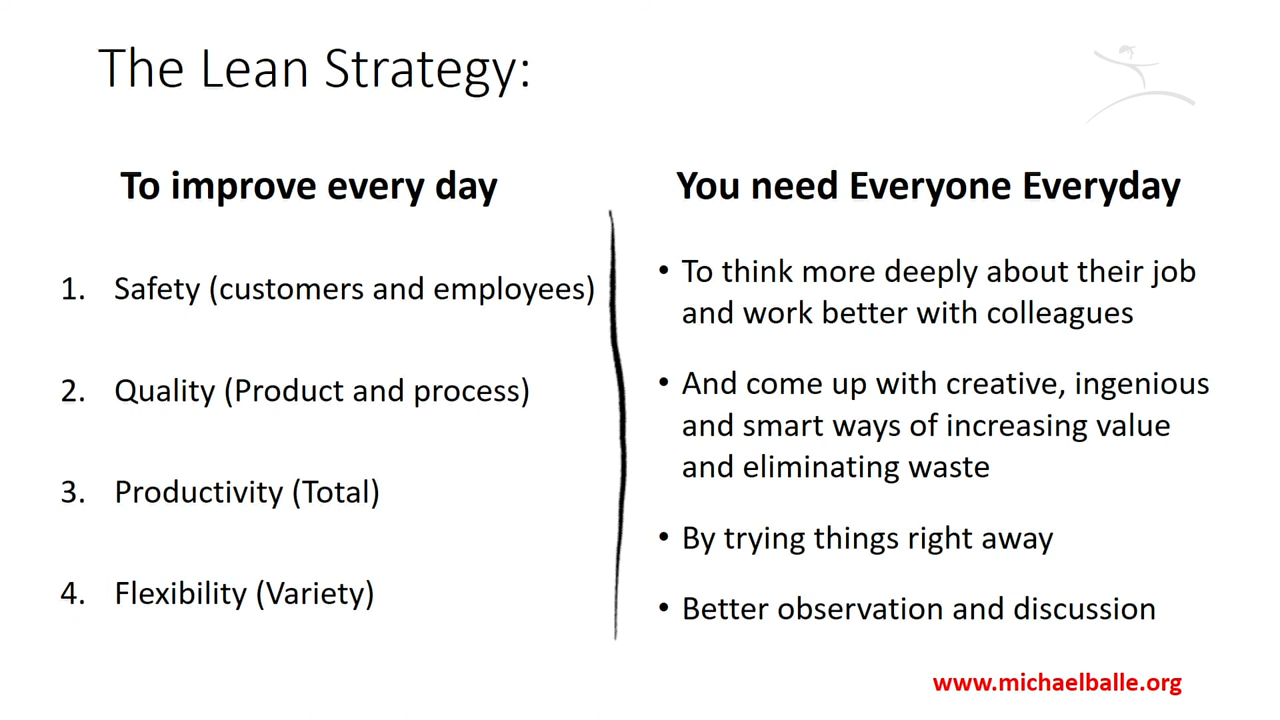 The Lean Strategy:
To improve every day
1. Safety (customers and employees)
2. Quality (Product and process)
3. Productivity (Total)
4. Flexibility (Variety)
You need Everyone Everyday
• To think more deeply about their job
and work better with colleagues
• And come up with creative, ingenious
and smart ways of increasing value
and eliminating waste
• By trying things right away
• Better observation and discussion
www.michaelballe.org